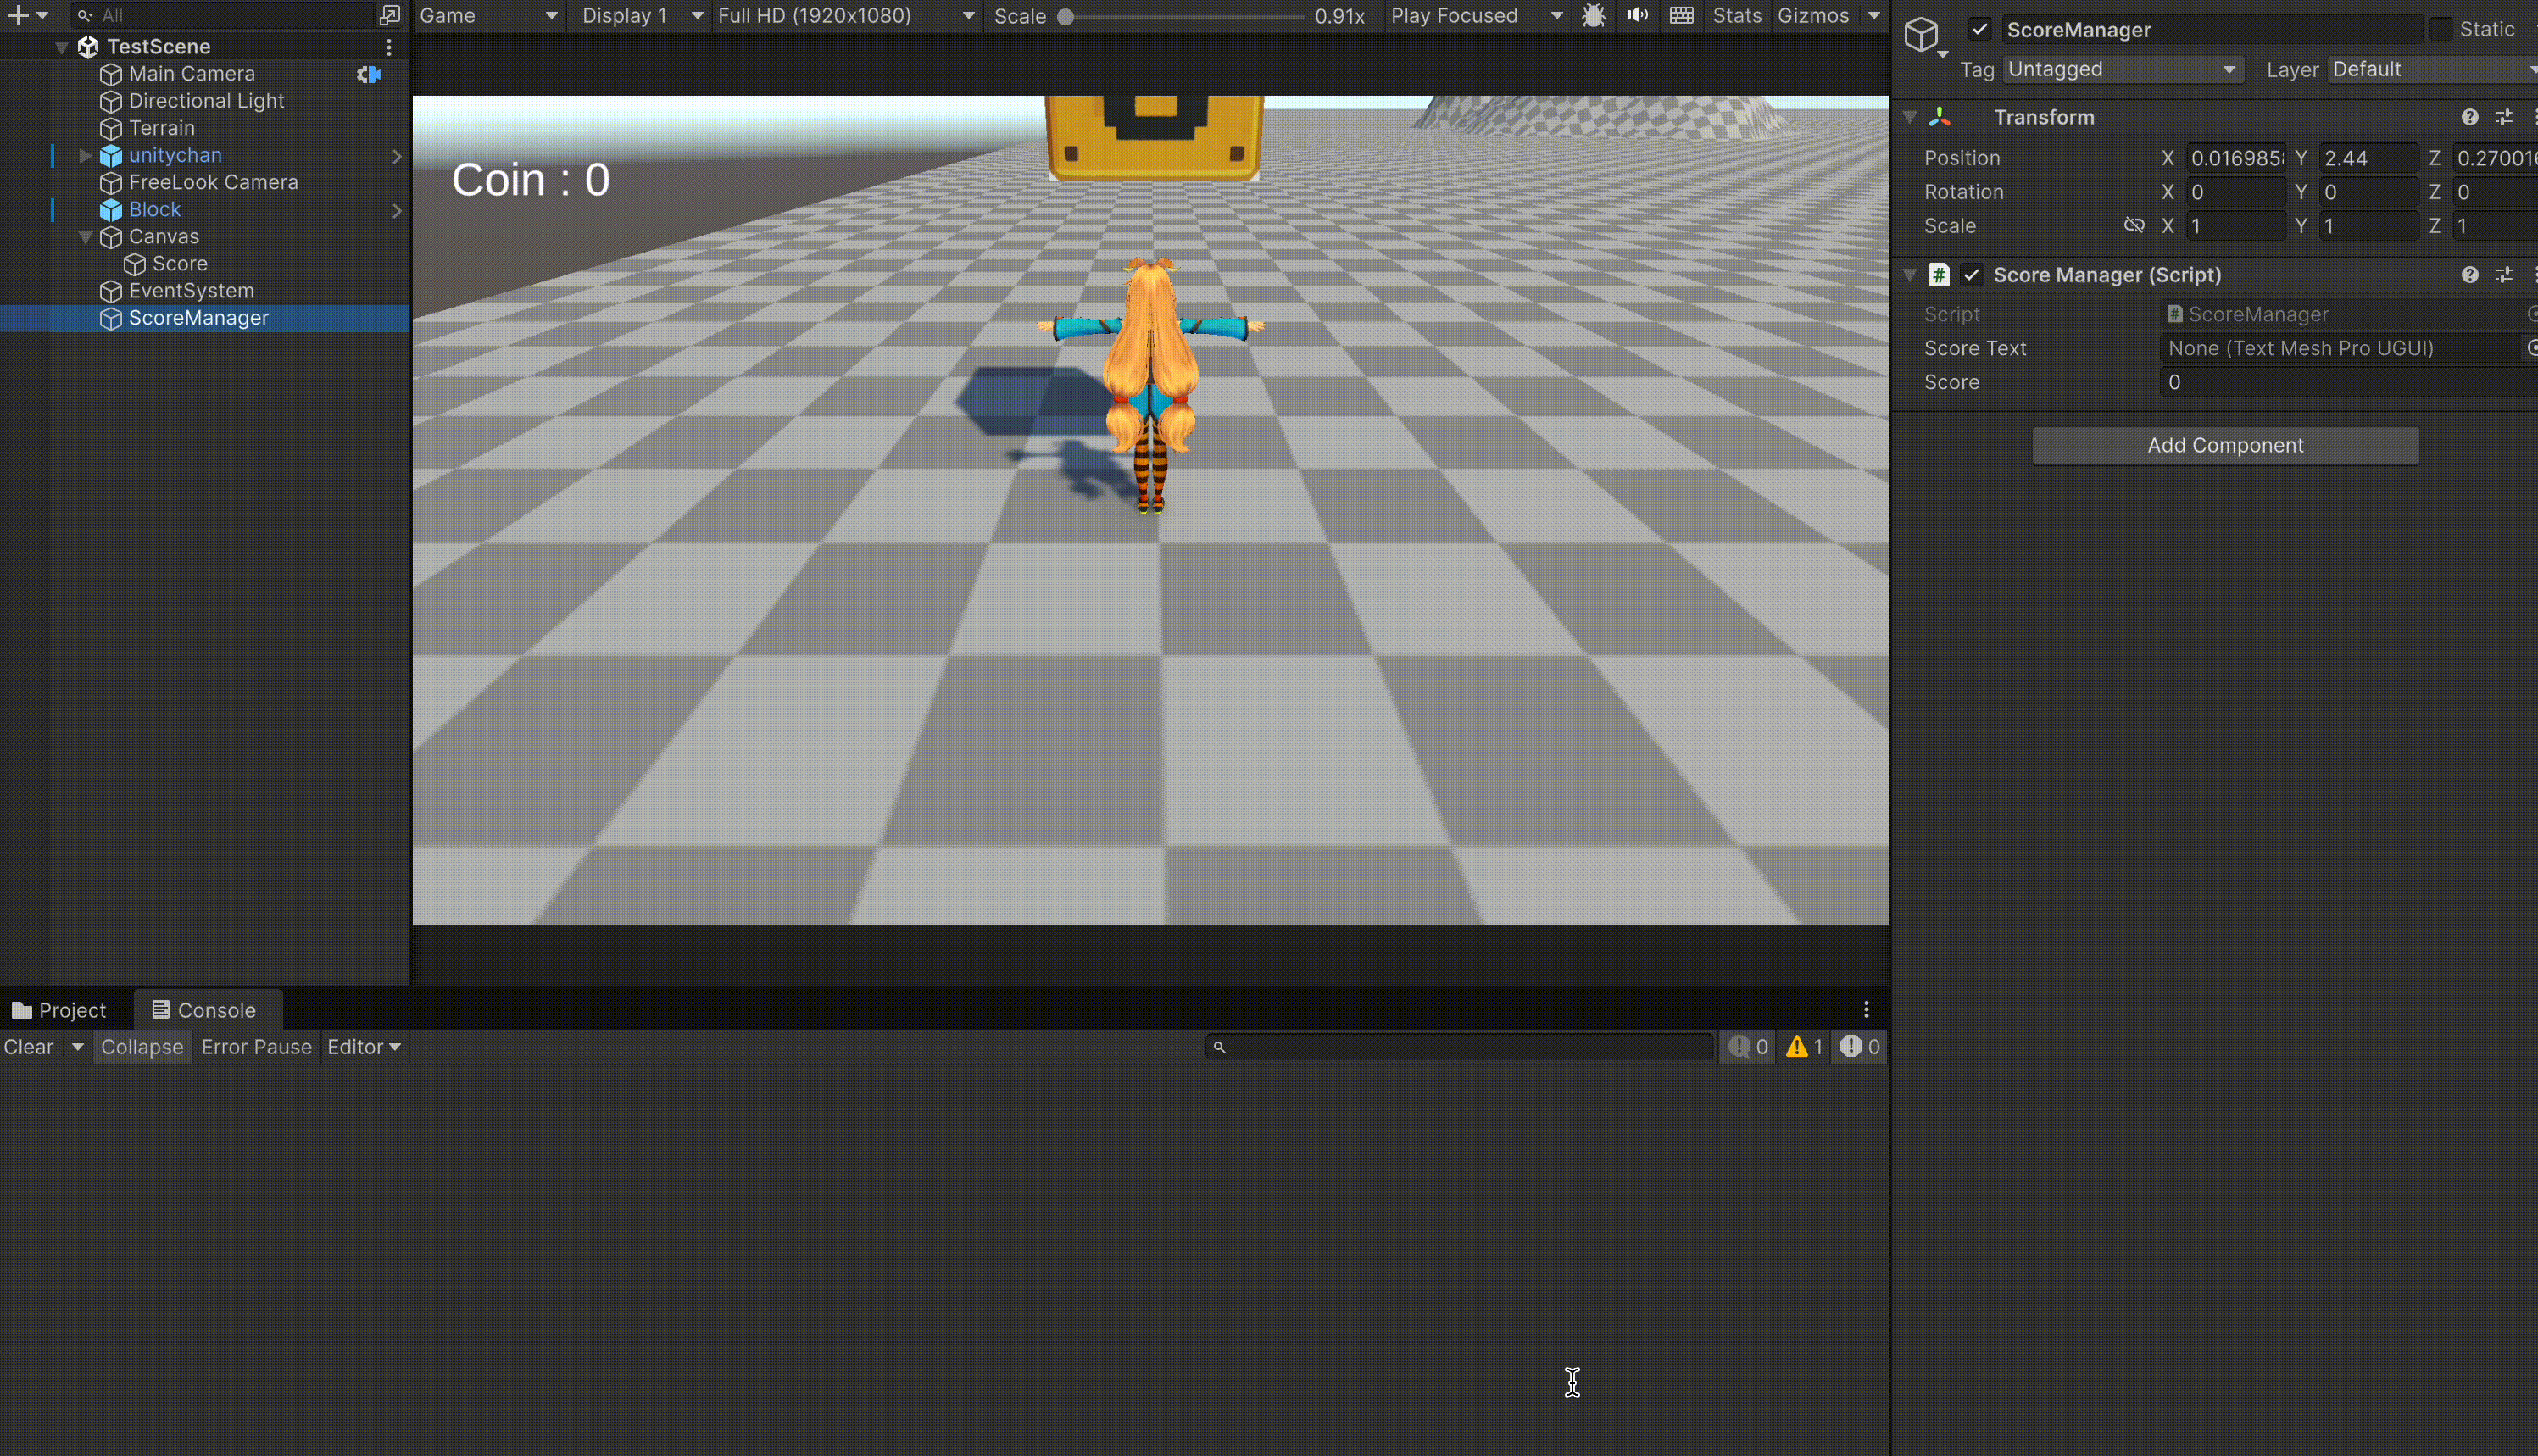 All
TestScene
Main Camera
Directional Light
Terrain
unitychan
FreeLook Camera
Block
Canvas
Score
EventSystem
ScoreManager
Game Display 1 Full HD (1920x1080) Scale 0.91x Play Focused Stats Gizmos
Coin : 0
Project Console
Clear Collapse Error Pause Editor 0 1 0
ScoreManager Static
Tag Untagged Layer Default
Transform
Position X 0.016985 Y 2.44 Z 0.27001
Rotation X 0 Y 0 Z 0
Scale X 1 Y 1 Z 1
# Score Manager (Script)
Script # ScoreManager
Score Text None (Text Mesh Pro UGUI)
Score 0
Add Component